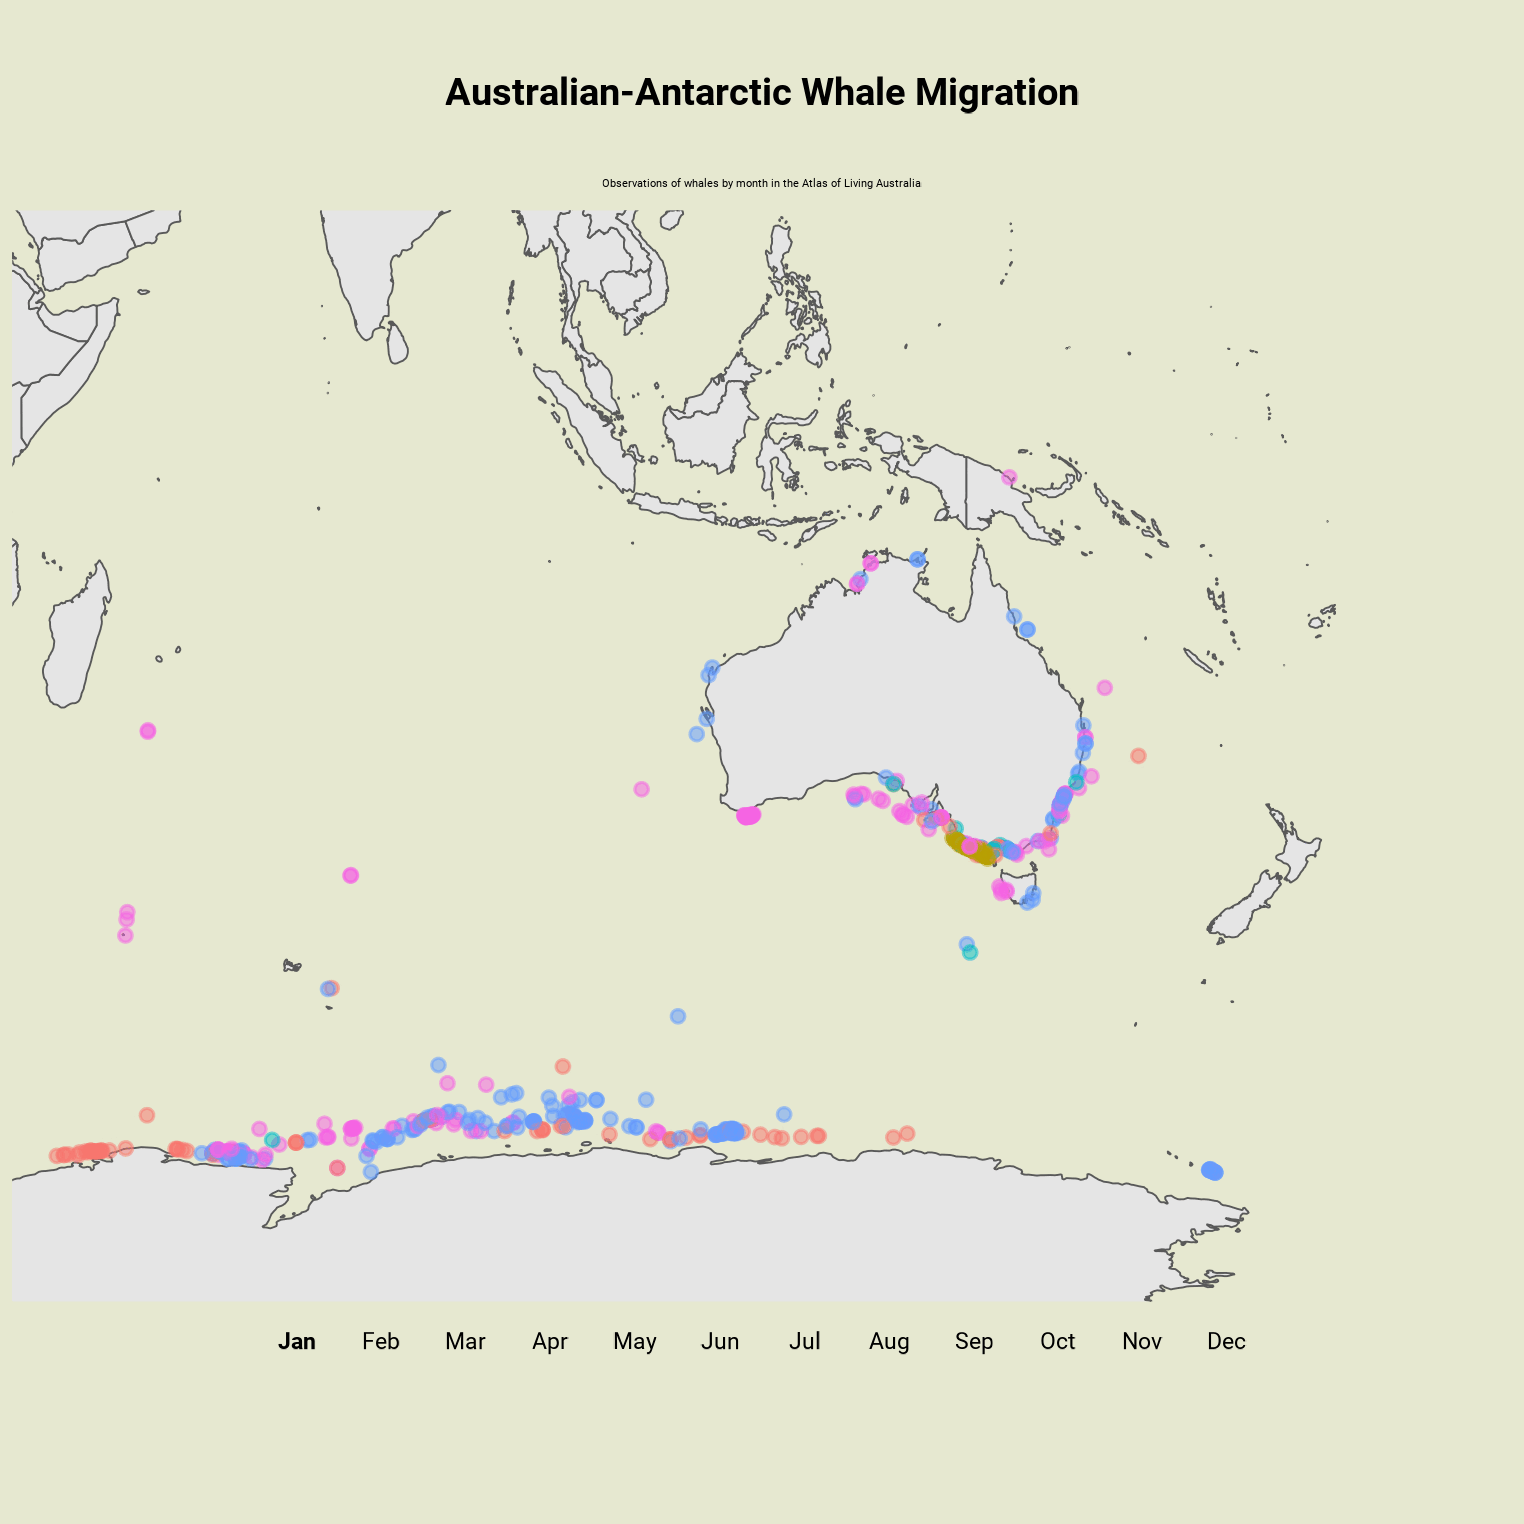 Australian-Antarctic Whale Migration
Observations of whales by month in the Atlas of Living Australia
Jan Feb Mar Apr May Jun Jul Aug Sep Oct Nov Dec